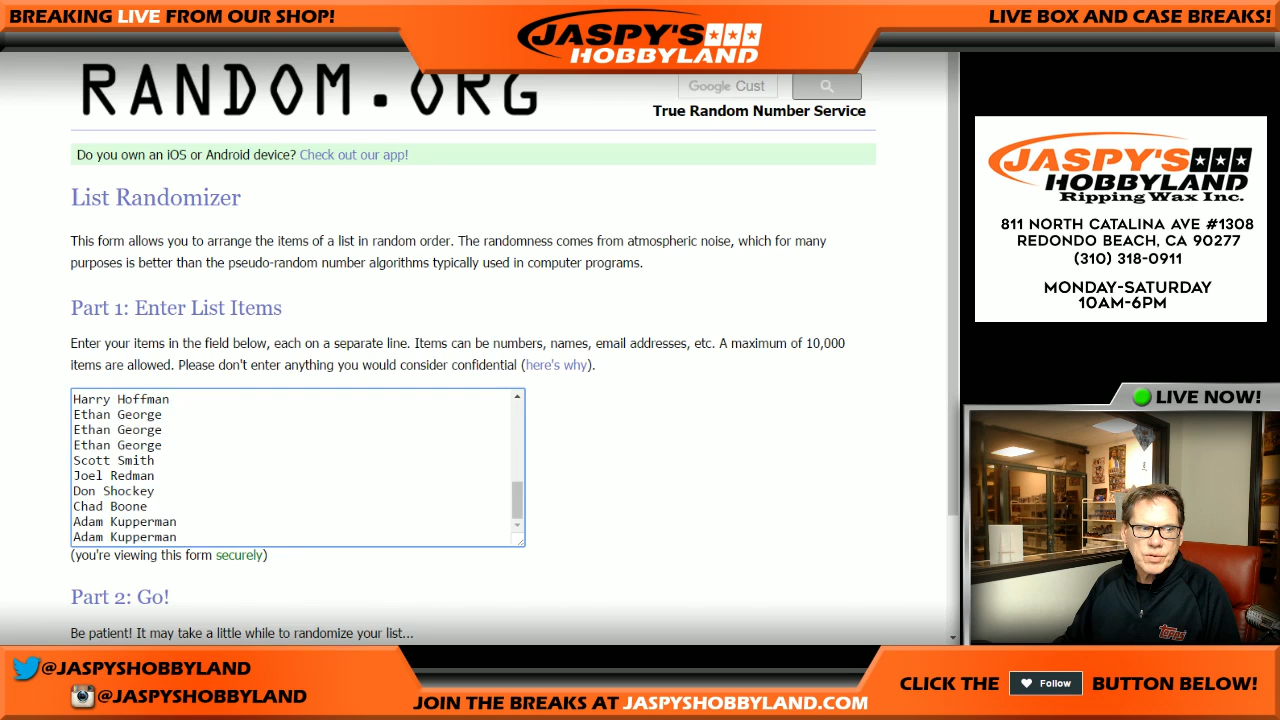 BREAKING LIVE FROM OUR SHOP!
JASPY'S
HOBBYLAND
LIVE BOX AND CASE BREAKS!
RANDOM.ORG
Google Cust
True Random Number Service
Do you own an iOS or Android device? Check out our app!
List Randomizer
This form allows you to arrange the items of a list in random order. The randomness comes from atmospheric noise, which for many
purposes is better than the pseudo-random number algorithms typically used in computer programs.
Part 1: Enter List Items
Enter your items in the field below, each on a separate line. Items can be numbers, names, email addresses, etc. A maximum of 10,000
items are allowed. Please don't enter anything you would consider confidential (here's why).
Harry Hoffman
Ethan George
Ethan George
Ethan George
Scott Smith
Joel Redman
Don Shockey
Chad Boone
Adam Kupperman
Adam Kupperman
(you're viewing this form securely)
Part 2: Go!
Be patient! It may take a little while to randomize your list...
JASPY'S
HOBBYLAND
Ripping Wax Inc.
811 NORTH CATALINA AVE #1308
REDONDO BEACH, CA 90277
(310) 318-0911
MONDAY-SATURDAY
10AM-6PM
LIVE NOW!
Topps
@JASPYSHOBBYLAND
@JASPYSHOBBYLAND
JOIN THE BREAKS AT JASPYSHOBBYLAND.COM
CLICK THE Follow BUTTON BELOW!